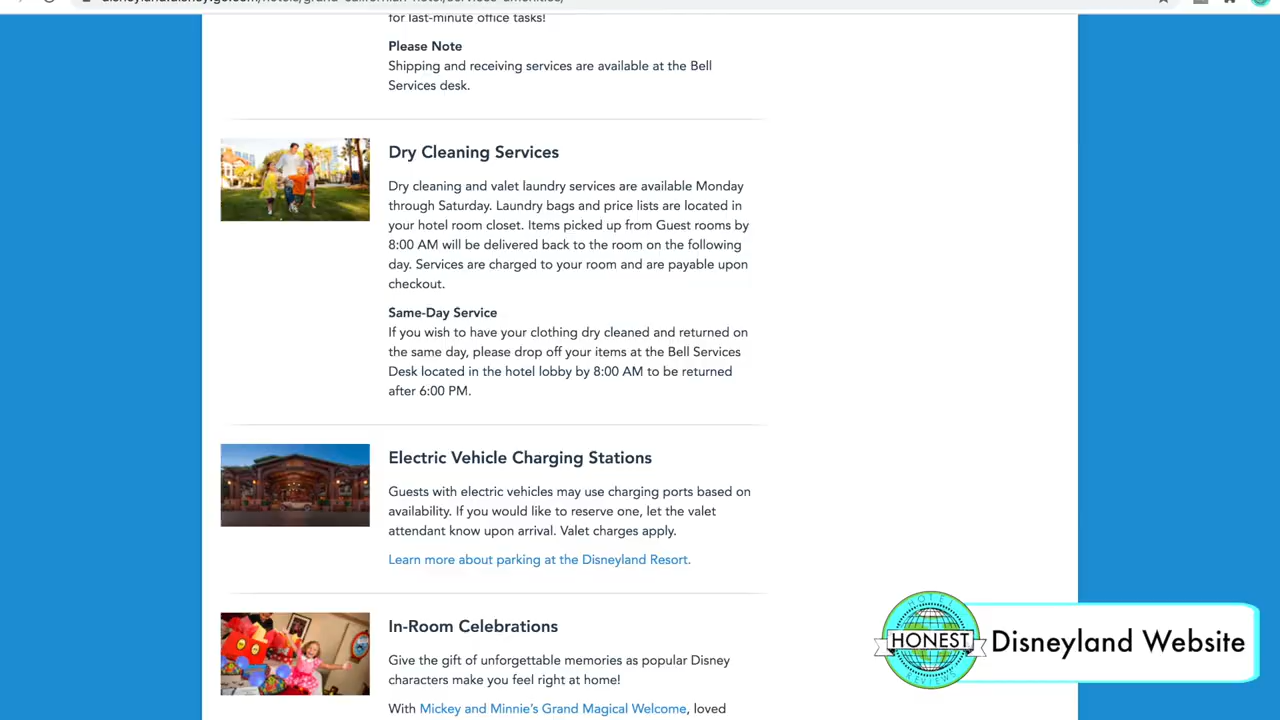 for last-minute office tasks!
Please Note
Shipping and receiving services are available at the Bell
Services desk.
Dry Cleaning Services
Dry cleaning and valet laundry services are available Monday
through Saturday. Laundry bags and price lists are located in
your hotel room closet. Items picked up from Guest rooms by
8:00 AM will be delivered back to the room on the following
day. Services are charged to your room and are payable upon
checkout.
Same-Day Service
If you wish to have your clothing dry cleaned and returned on
the same day, please drop off your items at the Bell Services
Desk located in the hotel lobby by 8:00 AM to be returned
after 6:00 PM.
Electric Vehicle Charging Stations
Guests with electric vehicles may use charging ports based on
availability. If you would like to reserve one, let the valet
attendant know upon arrival. Valet charges apply.
Learn more about parking at the Disneyland Resort.
In-Room Celebrations
Give the gift of unforgettable memories as popular Disney
characters make you feel right at home!
With Mickey and Minnie's Grand Magical Welcome, loved
HOTEL
HONEST
REVIEWS
Disneyland Website